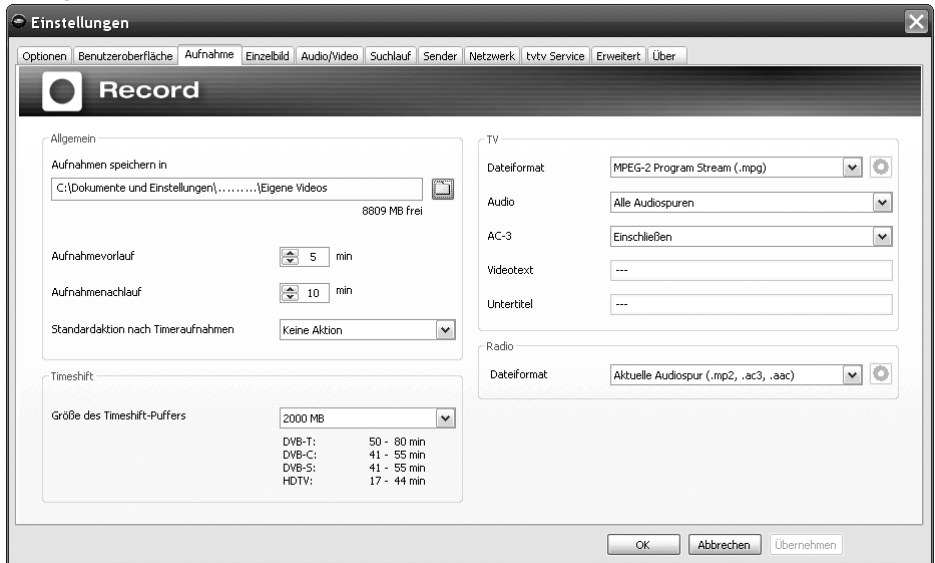 Einstellungen
Optionen Benutzeroberfläche Aufnahme Einzelbild Audio/Video Suchlauf Sender Netzwerk tvtv Service Erweitert Über
Record
Allgemein
Aufnahmen speichern in
C:\Dokumente und Einstellungen\.........\Eigene Videos
8809 MB frei
Aufnahmevorlauf 5 min
Aufnahmenachlauf 10 min
Standardaktion nach Timeraufnahmen Keine Aktion
Timeshift
Größe des Timeshift-Puffers 2000 MB
DVB-T: 50 - 80 min
DVB-C: 41 - 55 min
DVB-S: 41 - 55 min
HDTV: 17 - 44 min
TV
Dateiformat MPEG-2 Program Stream (.mpg)
Audio Alle Audiospuren
AC-3 Einschließen
Videotext ---
Untertitel ---
Radio
Dateiformat Aktuelle Audiospur (.mp2, .ac3, .aac)
OK Abbrechen Übernehmen